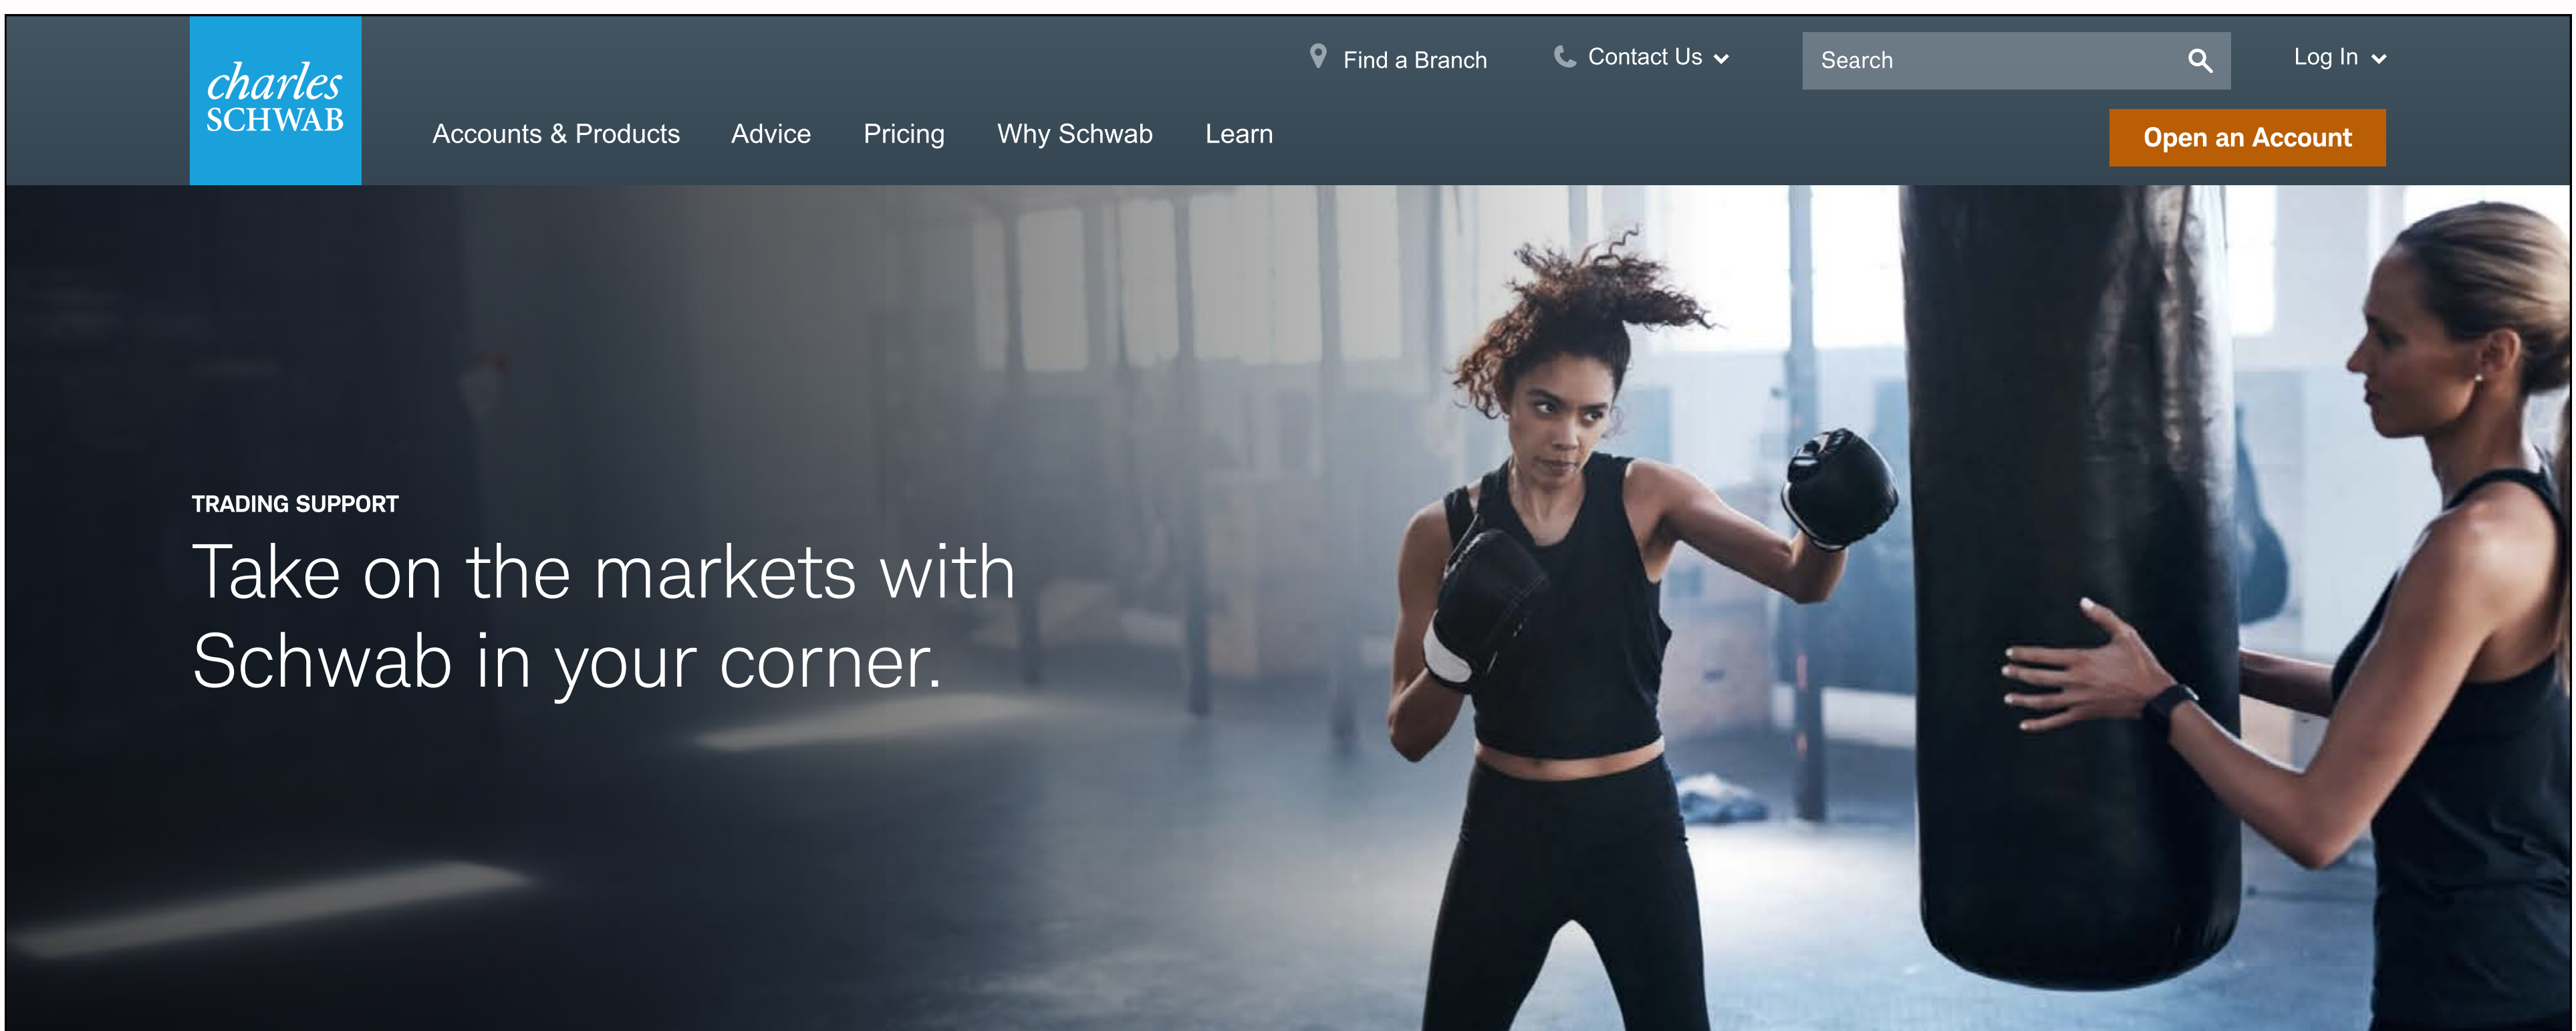 charles
SCHWAB
Find a Branch
Contact Us
Search
Log In
Accounts & Products
Advice
Pricing
Why Schwab
Learn
Open an Account
TRADING SUPPORT
Take on the markets with
Schwab in your corner.